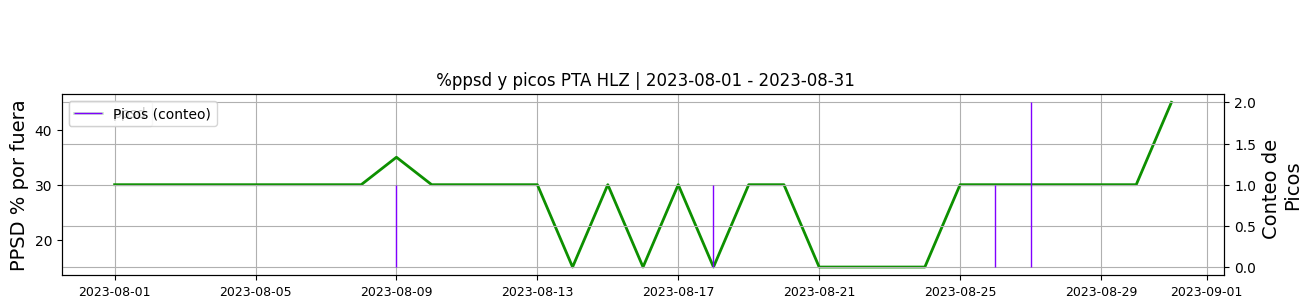 %ppsd y picos PTA HLZ | 2023-08-01 - 2023-08-31
Picos (conteo)
PPSD % por fuera
40
30
20
2.0
1.5
1.0
0.5
0.0
Conteo de
Picos
2023-08-01 2023-08-05 2023-08-09 2023-08-13 2023-08-17 2023-08-21 2023-08-25 2023-08-29 2023-09-01